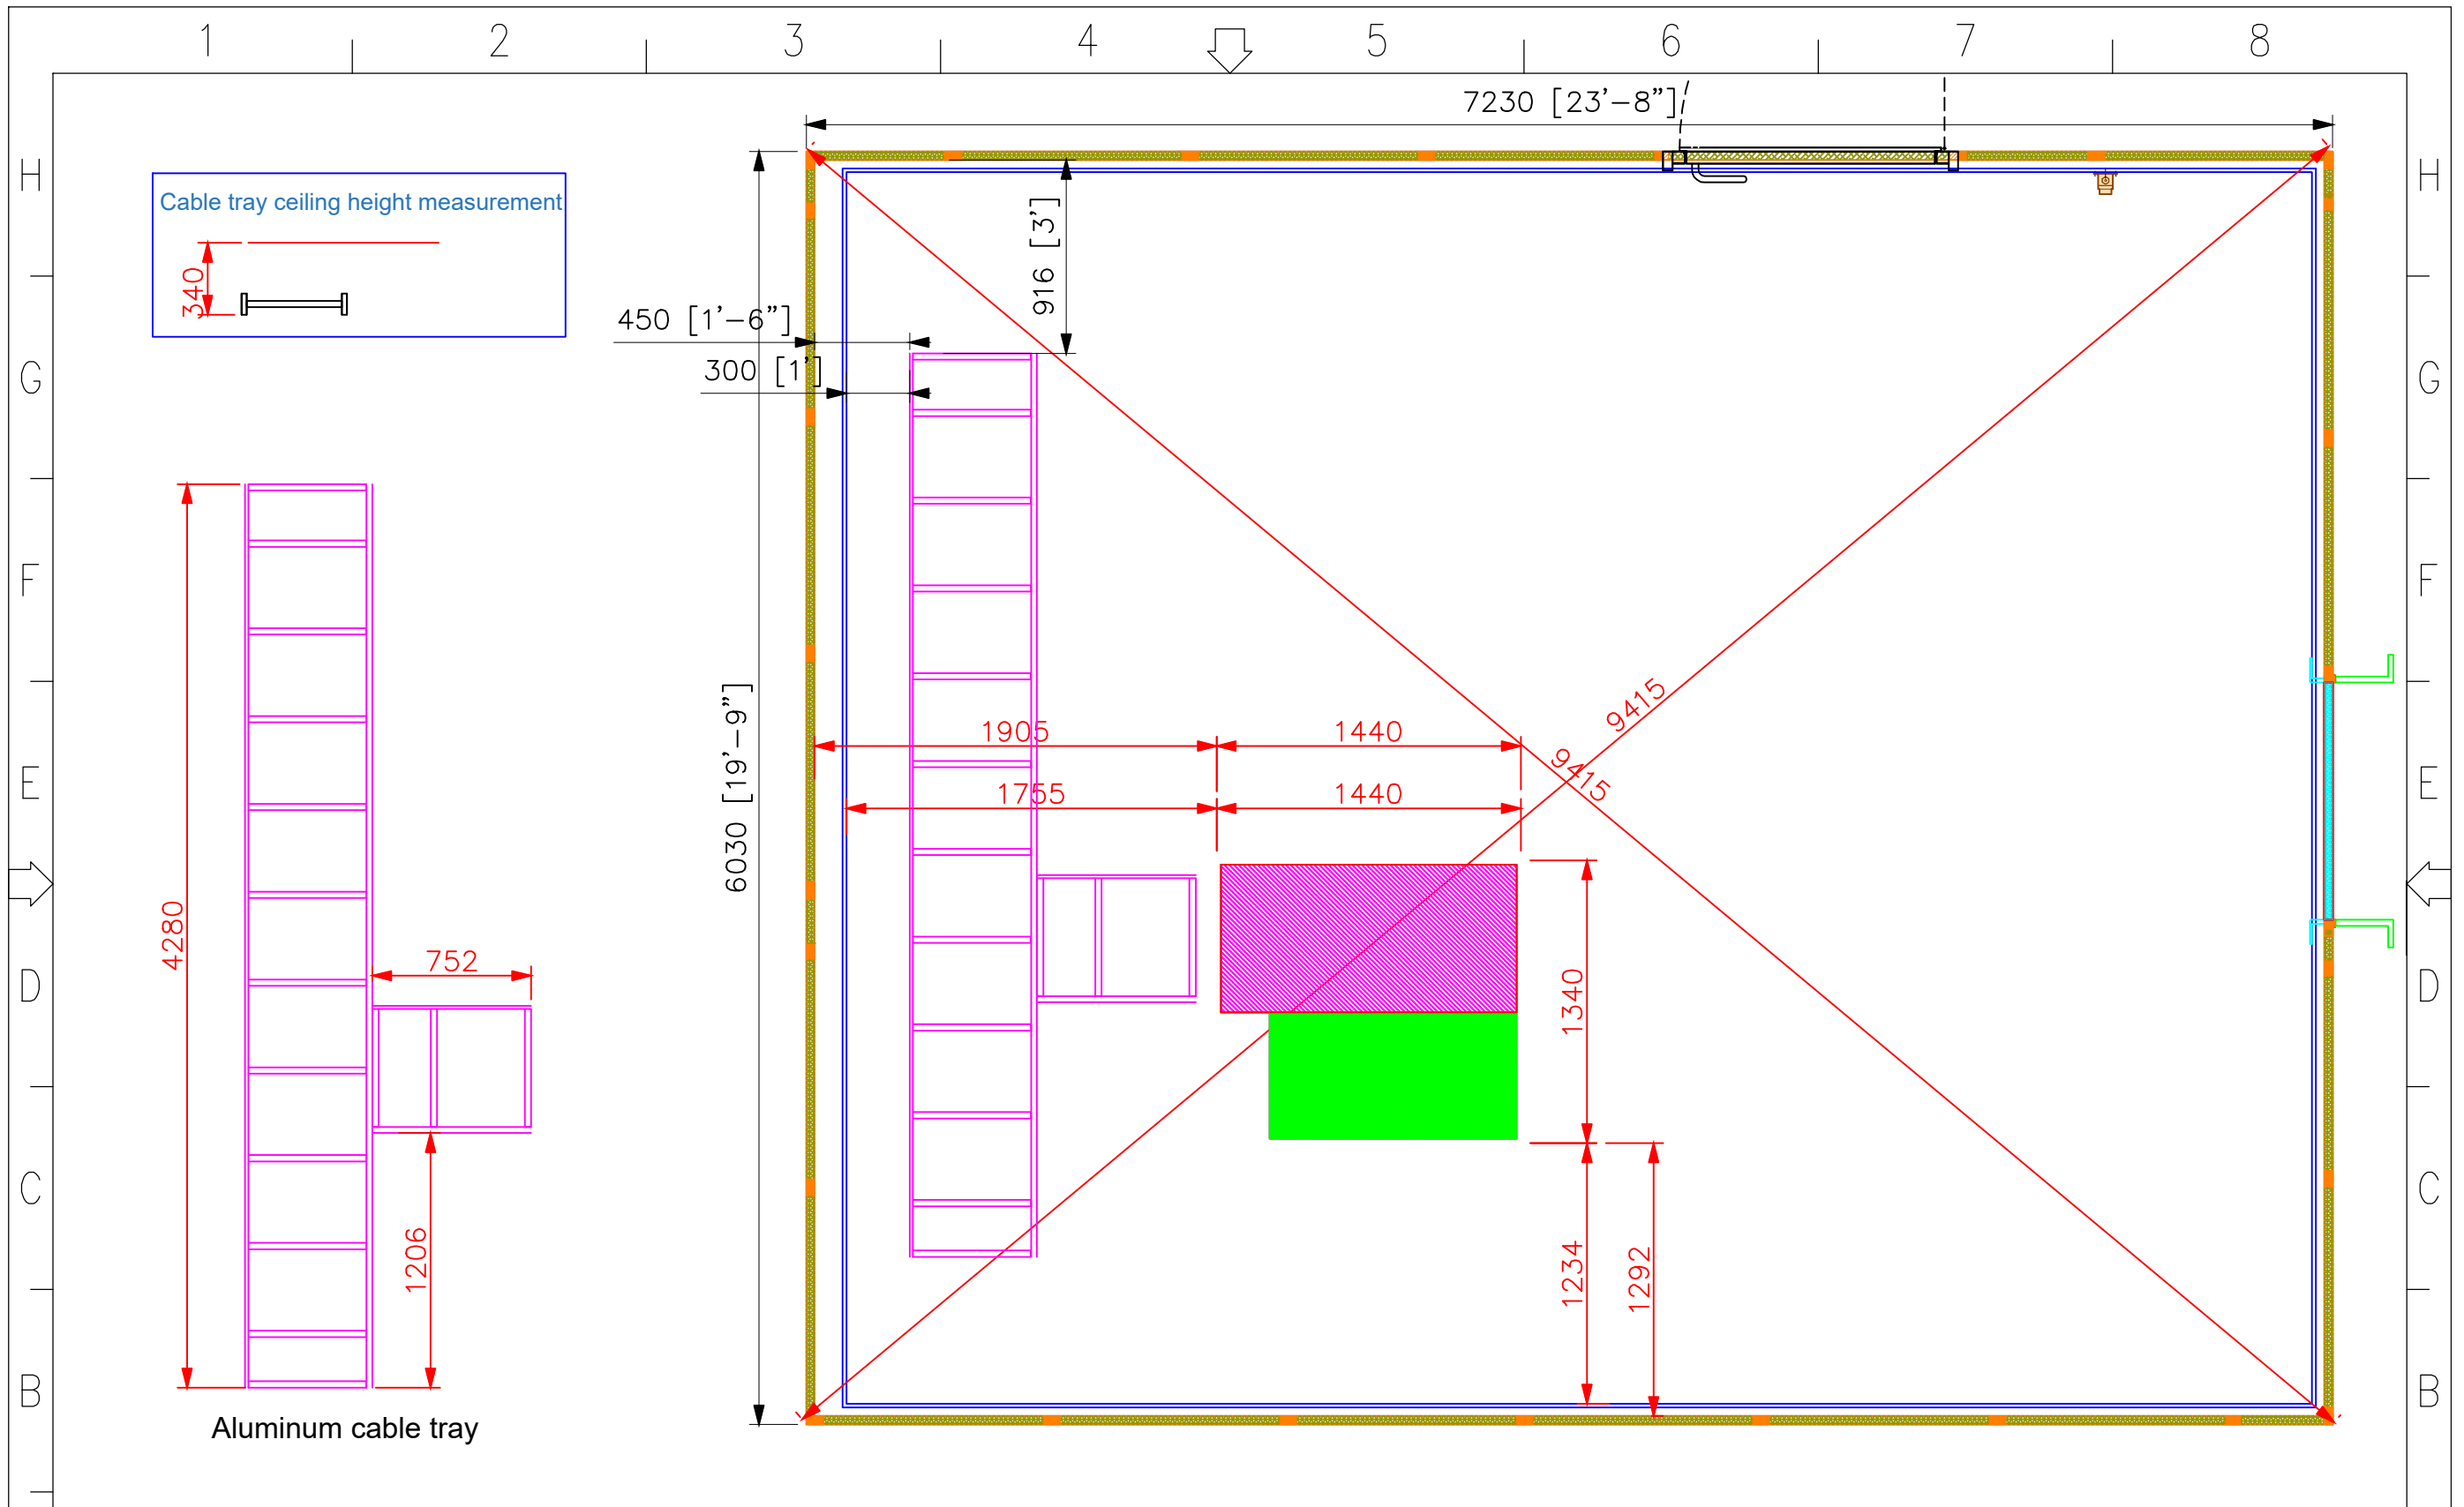 1 2 3 4 5 6 7 8
7230 [23'-8"]
H H
Cable tray ceiling height measurement
340
916 [3']
450 [1'-6"]
300 [1']
G G
F F
6030 [19'-9"]
1905 1440
9415
9415
1755 1440
E E
4280
752
1340
D D
C C
1206
1234
1292
B B
Aluminum cable tray